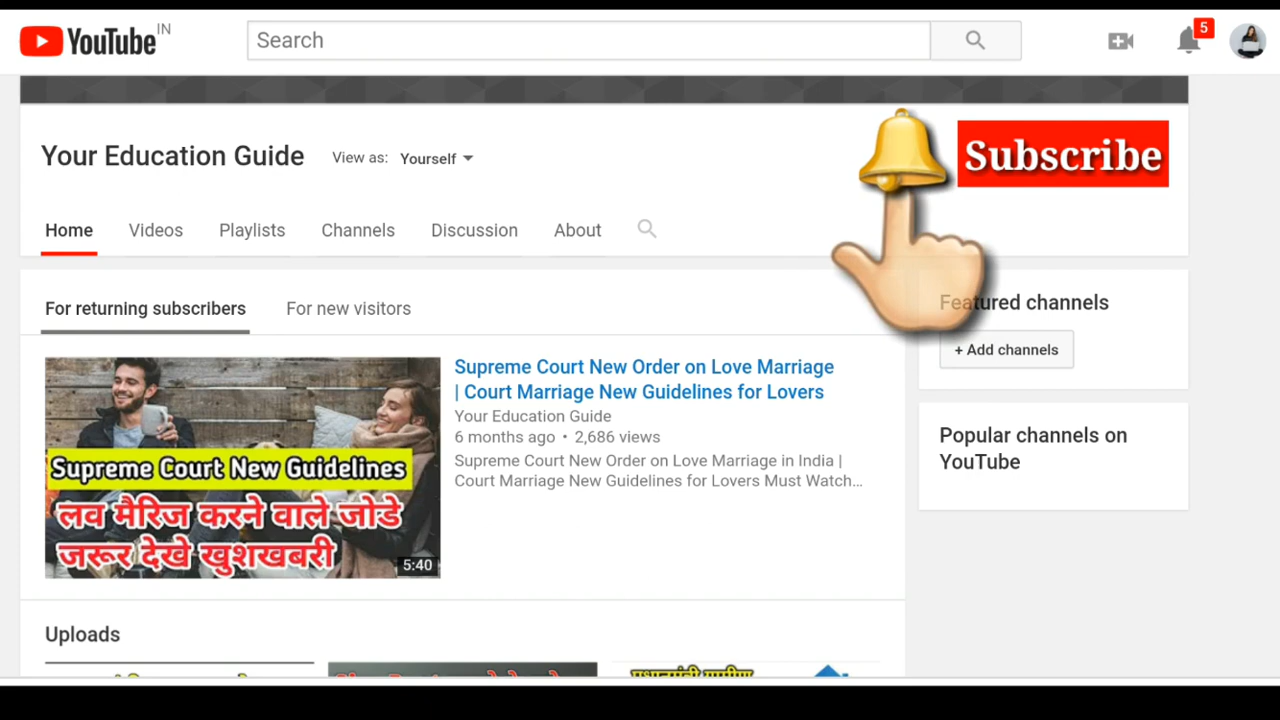 YouTube IN
Search
5
Your Education Guide
View as: Yourself
Subscribe
Home Videos Playlists Channels Discussion About
For returning subscribers For new visitors
Featured channels
+ Add channels
Supreme Court New Guidelines
लव मैरिज करने वाले जोडे
जरूर देखे खुशखबरी
5:40
Supreme Court New Order on Love Marriage
| Court Marriage New Guidelines for Lovers
Your Education Guide
6 months ago • 2,686 views
Supreme Court New Order on Love Marriage in India |
Court Marriage New Guidelines for Lovers Must Watch...
Popular channels on
YouTube
Uploads
प्रधानमंत्री ग्रामीण